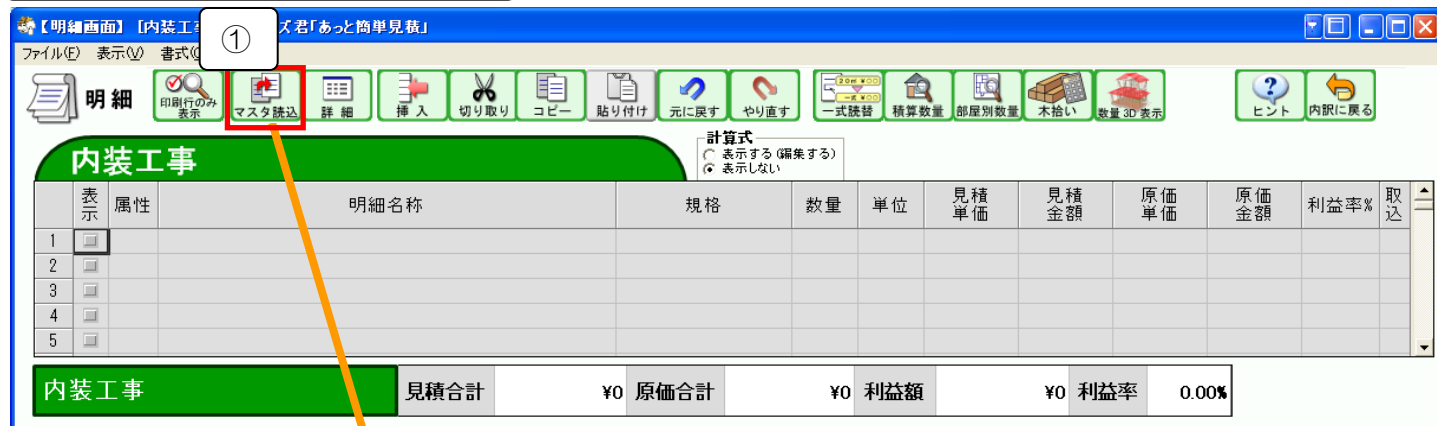 【明細画面】 [内装工
ズ君「あっと簡単見積」
①
ファイル(F) 表示(V) 書式(
明 細
印刷行のみ表示
マスタ読込
詳 細
挿 入
切り取り
コピー
貼り付け
元に戻す
やり直す
一式読替
積算数量
部屋別数量
木拾い
数量3D表示
ヒント
内訳に戻る
内装工事
計算式
表示する(編集する)
表示しない
表示 属性 明細名称 規格 数量 単位 見積単価 見積金額 原価単価 原価金額 利益率% 取込
1
2
3
4
5
内装工事 見積合計 ¥0 原価合計 ¥0 利益額 ¥0 利益率 0.00%